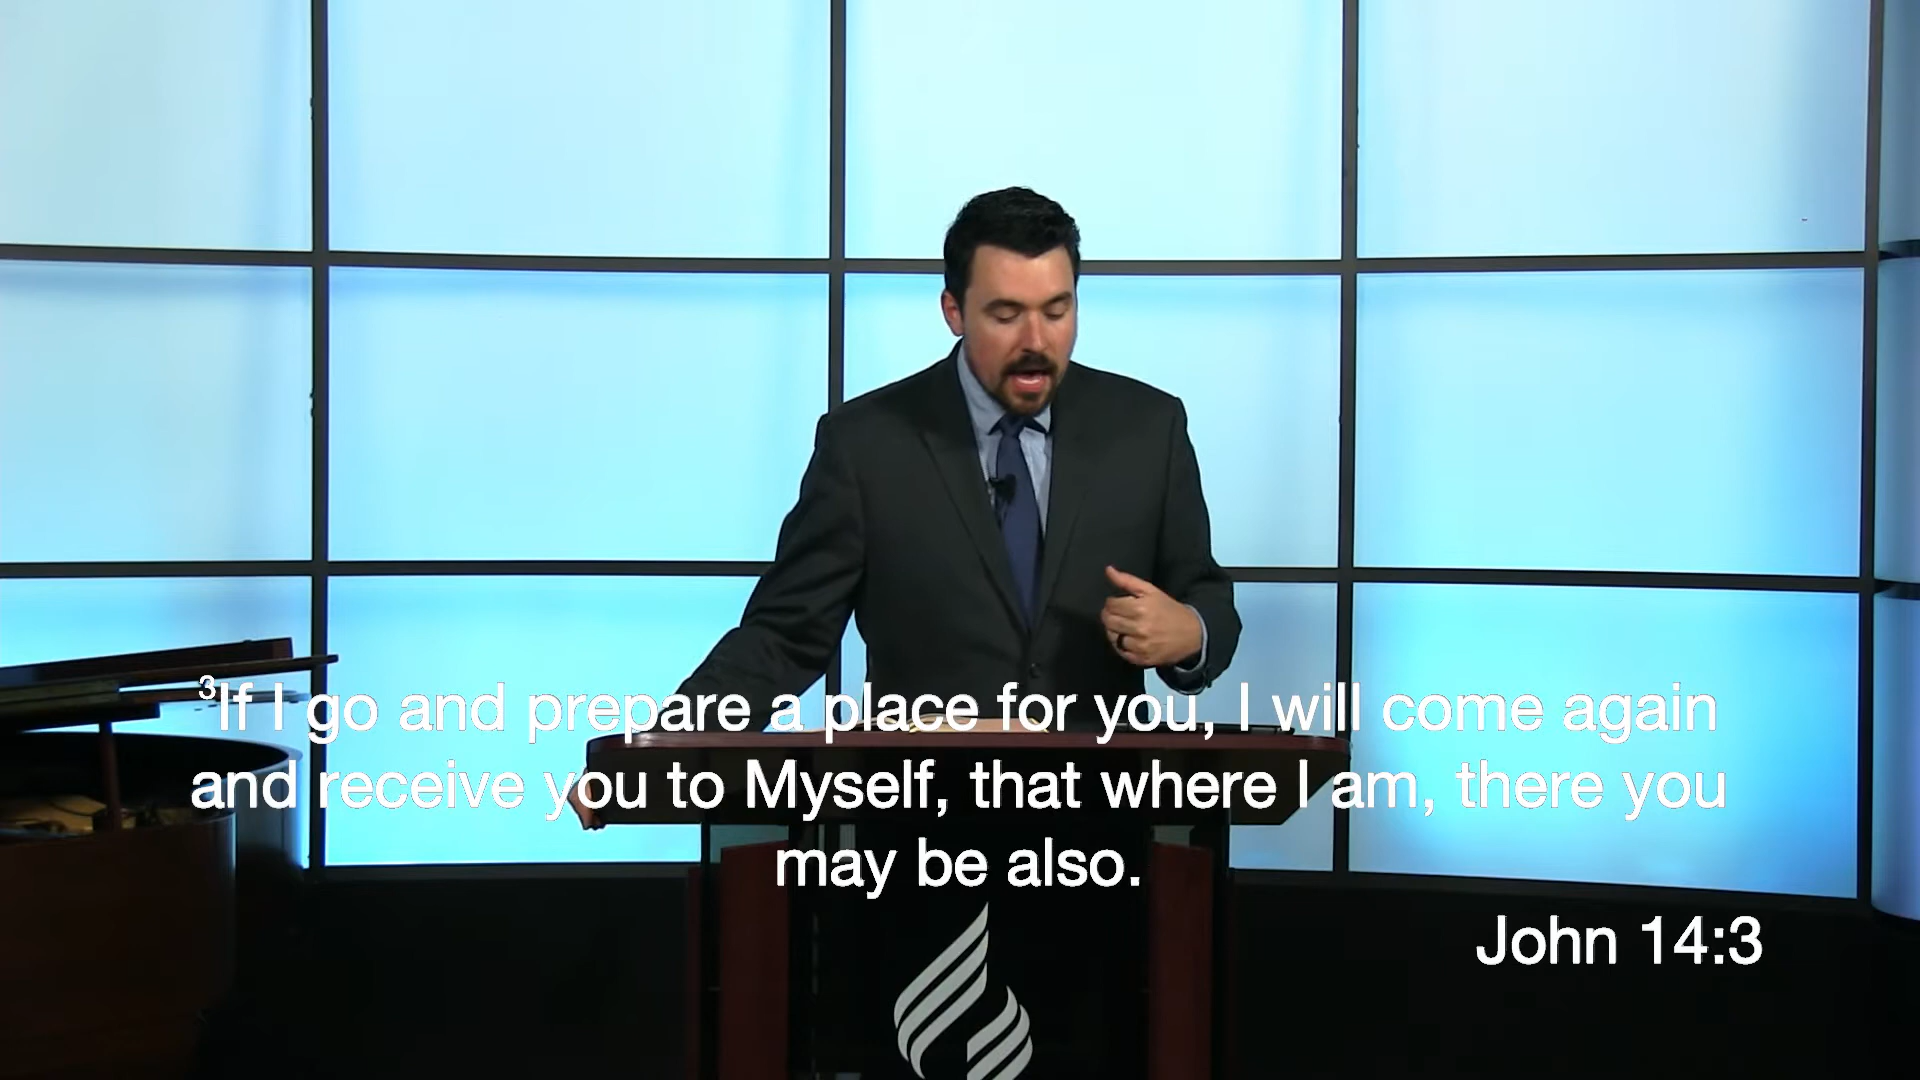 ³If I go and prepare a place for you, I will come again
and receive you to Myself, that where I am, there you
may be also.
John 14:3